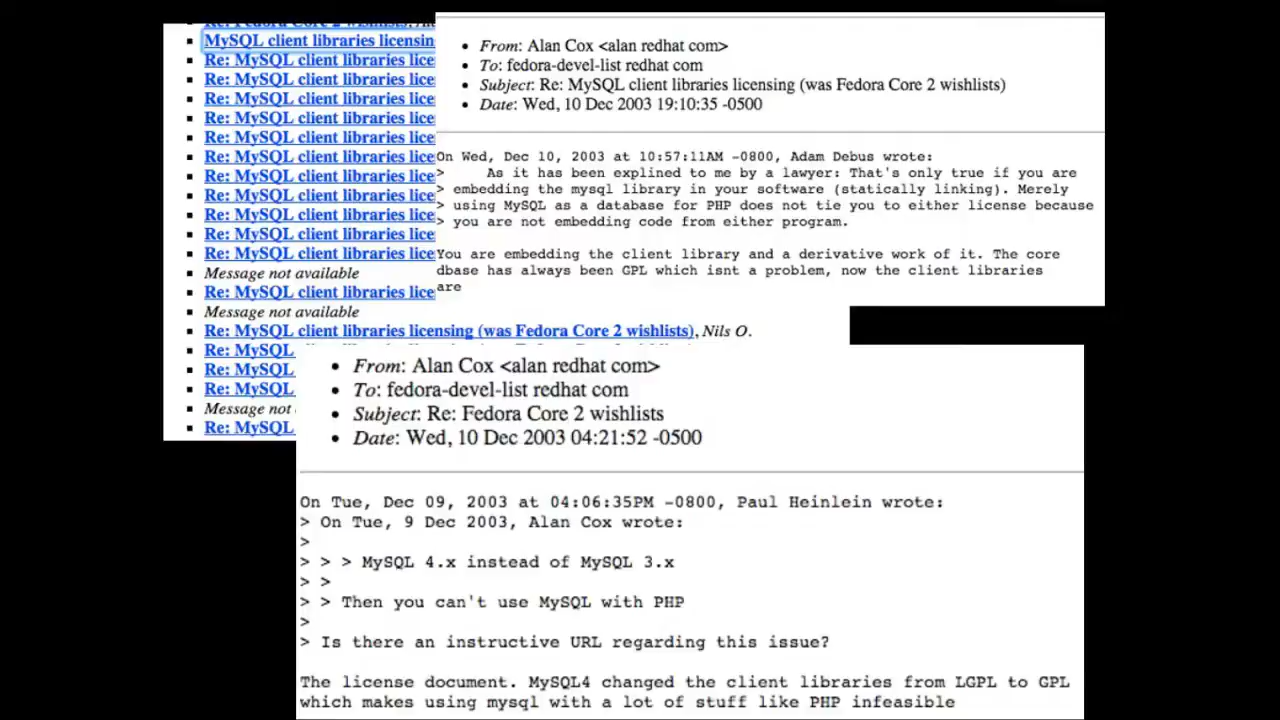 Re: Fedora Core 2 wishlists
MySQL client libraries licensin
Re: MySQL client libraries lice
Re: MySQL client libraries lice
Re: MySQL client libraries lice
Re: MySQL client libraries lice
Re: MySQL client libraries lice
Re: MySQL client libraries lice
Re: MySQL client libraries lice
Re: MySQL client libraries lice
Re: MySQL client libraries lice
Re: MySQL client libraries lice
Re: MySQL client libraries lice
Message not available
Re: MySQL client libraries lice
Message not available
Re: MySQL client libraries licensing (was Fedora Core 2 wishlists), Nils O.
Re: MySQL
Re: MySQL
Re: MySQL
Message not
Re: MySQL
From: Alan Cox <alan redhat com>
To: fedora-devel-list redhat com
Subject: Re: MySQL client libraries licensing (was Fedora Core 2 wishlists)
Date: Wed, 10 Dec 2003 19:10:35 -0500
On Wed, Dec 10, 2003 at 10:57:11AM -0800, Adam Debus wrote:
> As it has been explined to me by a lawyer: That's only true if you are
> embedding the mysql library in your software (statically linking). Merely
> using MySQL as a database for PHP does not tie you to either license because
> you are not embedding code from either program.
You are embedding the client library and a derivative work of it. The core
dbase has always been GPL which isnt a problem, now the client libraries
are
From: Alan Cox <alan redhat com>
To: fedora-devel-list redhat com
Subject: Re: Fedora Core 2 wishlists
Date: Wed, 10 Dec 2003 04:21:52 -0500
On Tue, Dec 09, 2003 at 04:06:35PM -0800, Paul Heinlein wrote:
> On Tue, 9 Dec 2003, Alan Cox wrote:
>
> > > MySQL 4.x instead of MySQL 3.x
> >
> > Then you can't use MySQL with PHP
>
> Is there an instructive URL regarding this issue?
The license document. MySQL4 changed the client libraries from LGPL to GPL
which makes using mysql with a lot of stuff like PHP infeasible